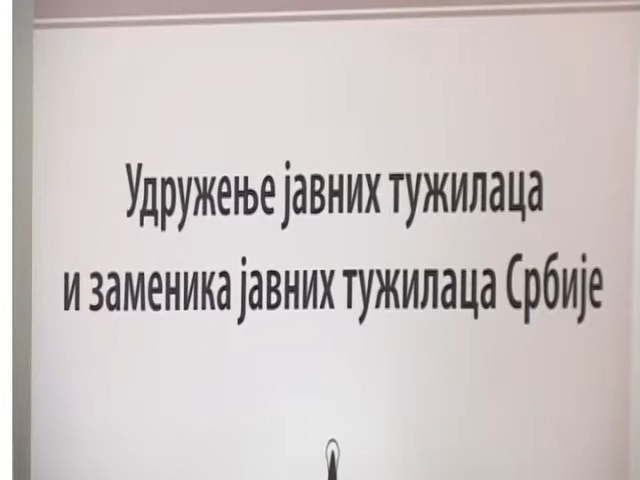 Удружење јавних тужилаца
и заменика јавних тужилаца Србије